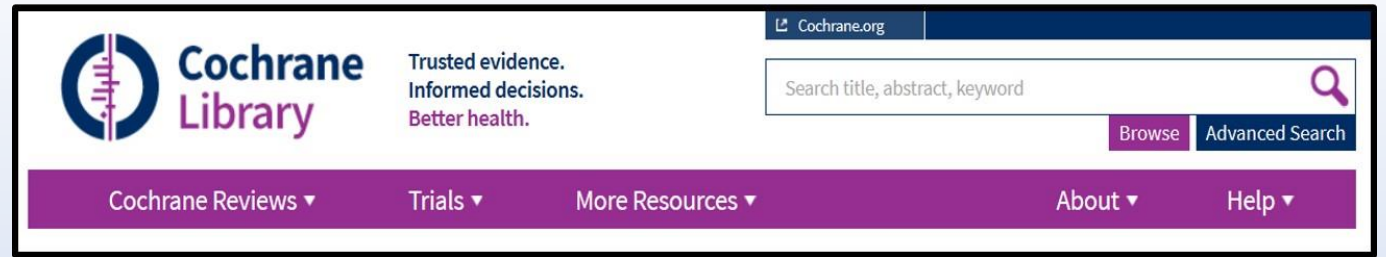 Cochrane.org
Cochrane
Library
Trusted evidence.
Informed decisions.
Better health.
Search title, abstract, keyword
Browse
Advanced Search
Cochrane Reviews ▾
Trials ▾
More Resources ▾
About ▾
Help ▾